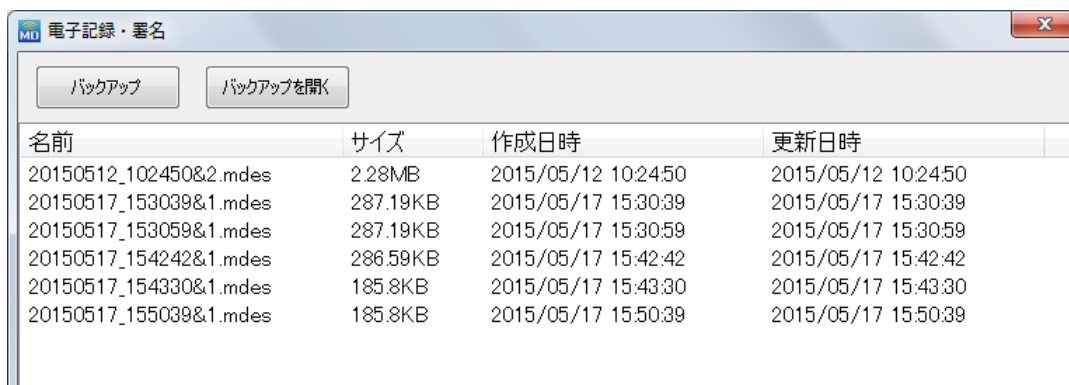 MD 電子記録・署名
バックアップ バックアップを開く
名前 サイズ 作成日時 更新日時
20150512_102450&2.mdes 2.28MB 2015/05/12 10:24:50 2015/05/12 10:24:50
20150517_153039&1.mdes 287.19KB 2015/05/17 15:30:39 2015/05/17 15:30:39
20150517_153059&1.mdes 287.19KB 2015/05/17 15:30:59 2015/05/17 15:30:59
20150517_154242&1.mdes 286.59KB 2015/05/17 15:42:42 2015/05/17 15:42:42
20150517_154330&1.mdes 185.8KB 2015/05/17 15:43:30 2015/05/17 15:43:30
20150517_155039&1.mdes 185.8KB 2015/05/17 15:50:39 2015/05/17 15:50:39